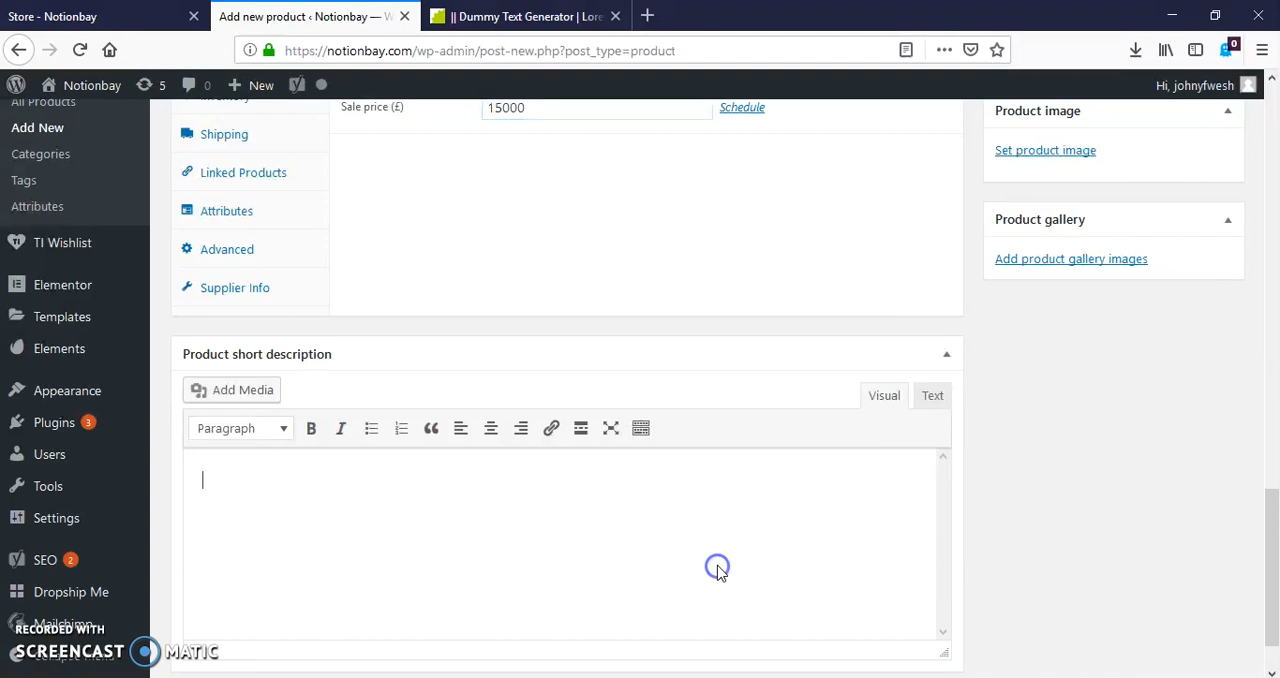 Store - Notionbay
Add new product ‹ Notionbay — W
|| Dummy Text Generator | Lore
https://notionbay.com/wp-admin/post-new.php?post_type=product
0
Notionbay
5
0
New
Hi, johnyfwesh
All Products
Add New
Categories
Tags
Attributes
TI Wishlist
Elementor
Templates
Elements
Appearance
Plugins 3
Users
Tools
Settings
SEO 2
Dropship Me
Mailchimp
Inventory
Shipping
Linked Products
Attributes
Advanced
Supplier Info
Sale price (£)
15000
Schedule
Product short description
Add Media
Visual
Text
Paragraph
Product image
Set product image
Product gallery
Add product gallery images
RECORDED WITH
SCREENCAST MATIC